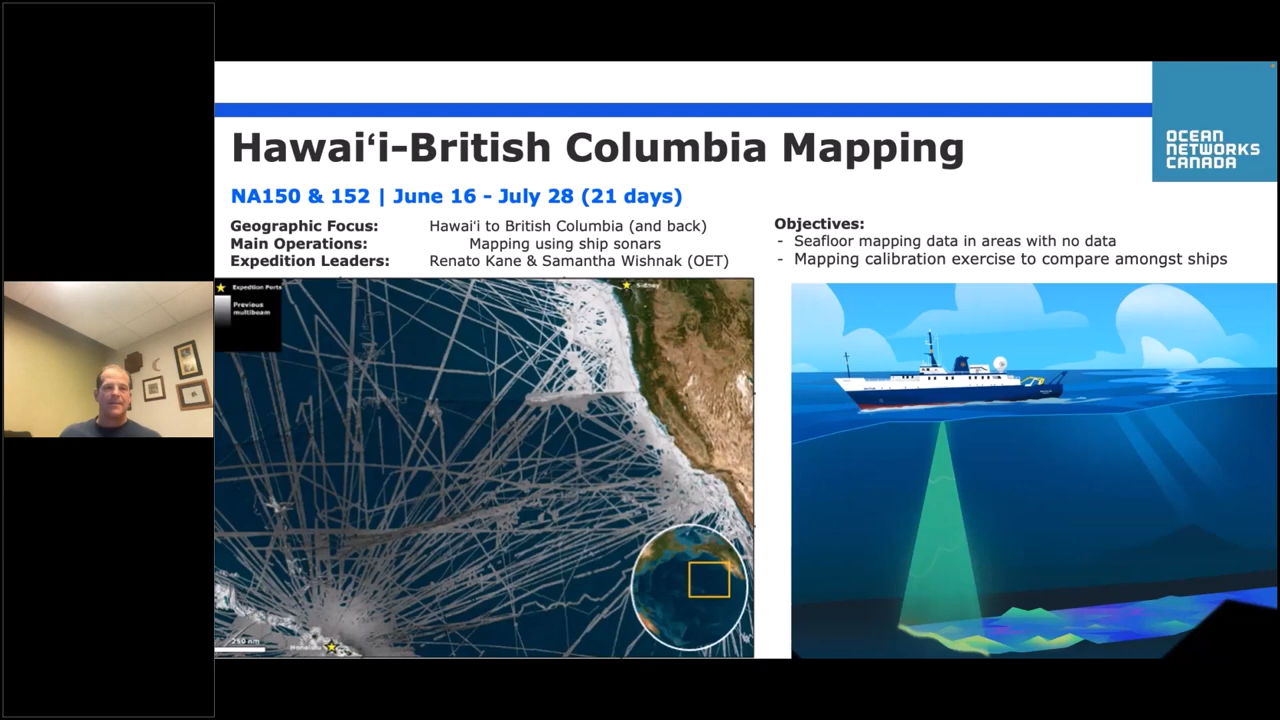 OCEAN
NETWORKS
CANADA
Hawaiʻi-British Columbia Mapping
NA150 & 152 | June 16 - July 28 (21 days)
Geographic Focus: Hawaiʻi to British Columbia (and back)
Main Operations: Mapping using ship sonars
Expedition Leaders: Renato Kane & Samantha Wishnak (OET)
Objectives:
- Seafloor mapping data in areas with no data
- Mapping calibration exercise to compare amongst ships
Expedition Ports
Previous
multibeam
Sidney
250 nm
Honolulu